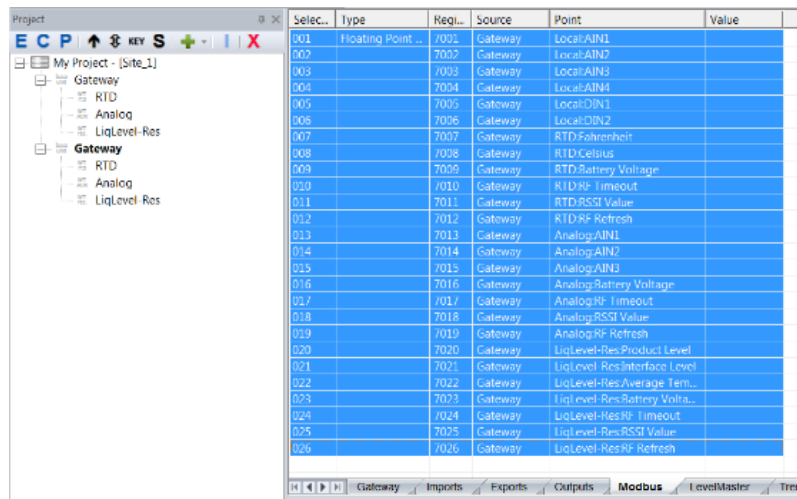 Project
Selec... Type Regi... Source Point Value
E C P KEY S X
001 Floating Point ... 7001 Gateway Local:AIN1
My Project - [Site_1]
002 7002 Gateway Local:AIN2
Gateway
003 7003 Gateway Local:AIN3
RTD
004 7004 Gateway Local:AIN4
Analog
005 7005 Gateway Local:DIN1
LiqLevel-Res
006 7006 Gateway Local:DIN2
Gateway
007 7007 Gateway RTD:Fahrenheit
RTD
008 7008 Gateway RTD:Celsius
Analog
009 7009 Gateway RTD:Battery Voltage
LiqLevel-Res
010 7010 Gateway RTD:RF Timeout
011 7011 Gateway RTD:RSSI Value
012 7012 Gateway RTD:RF Refresh
013 7013 Gateway Analog:AIN1
014 7014 Gateway Analog:AIN2
015 7015 Gateway Analog:AIN3
016 7016 Gateway Analog:Battery Voltage
017 7017 Gateway Analog:RF Timeout
018 7018 Gateway Analog:RSSI Value
019 7019 Gateway Analog:RF Refresh
020 7020 Gateway LiqLevel-Res:Product Level
021 7021 Gateway LiqLevel-Res:Interface Level
022 7022 Gateway LiqLevel-Res:Average Tem...
023 7023 Gateway LiqLevel-Res:Battery Volta...
024 7024 Gateway LiqLevel-Res:RF Timeout
025 7025 Gateway LiqLevel-Res:RSSI Value
026 7026 Gateway LiqLevel-Res:RF Refresh
Gateway Imports Exports Outputs Modbus LevelMaster Tre